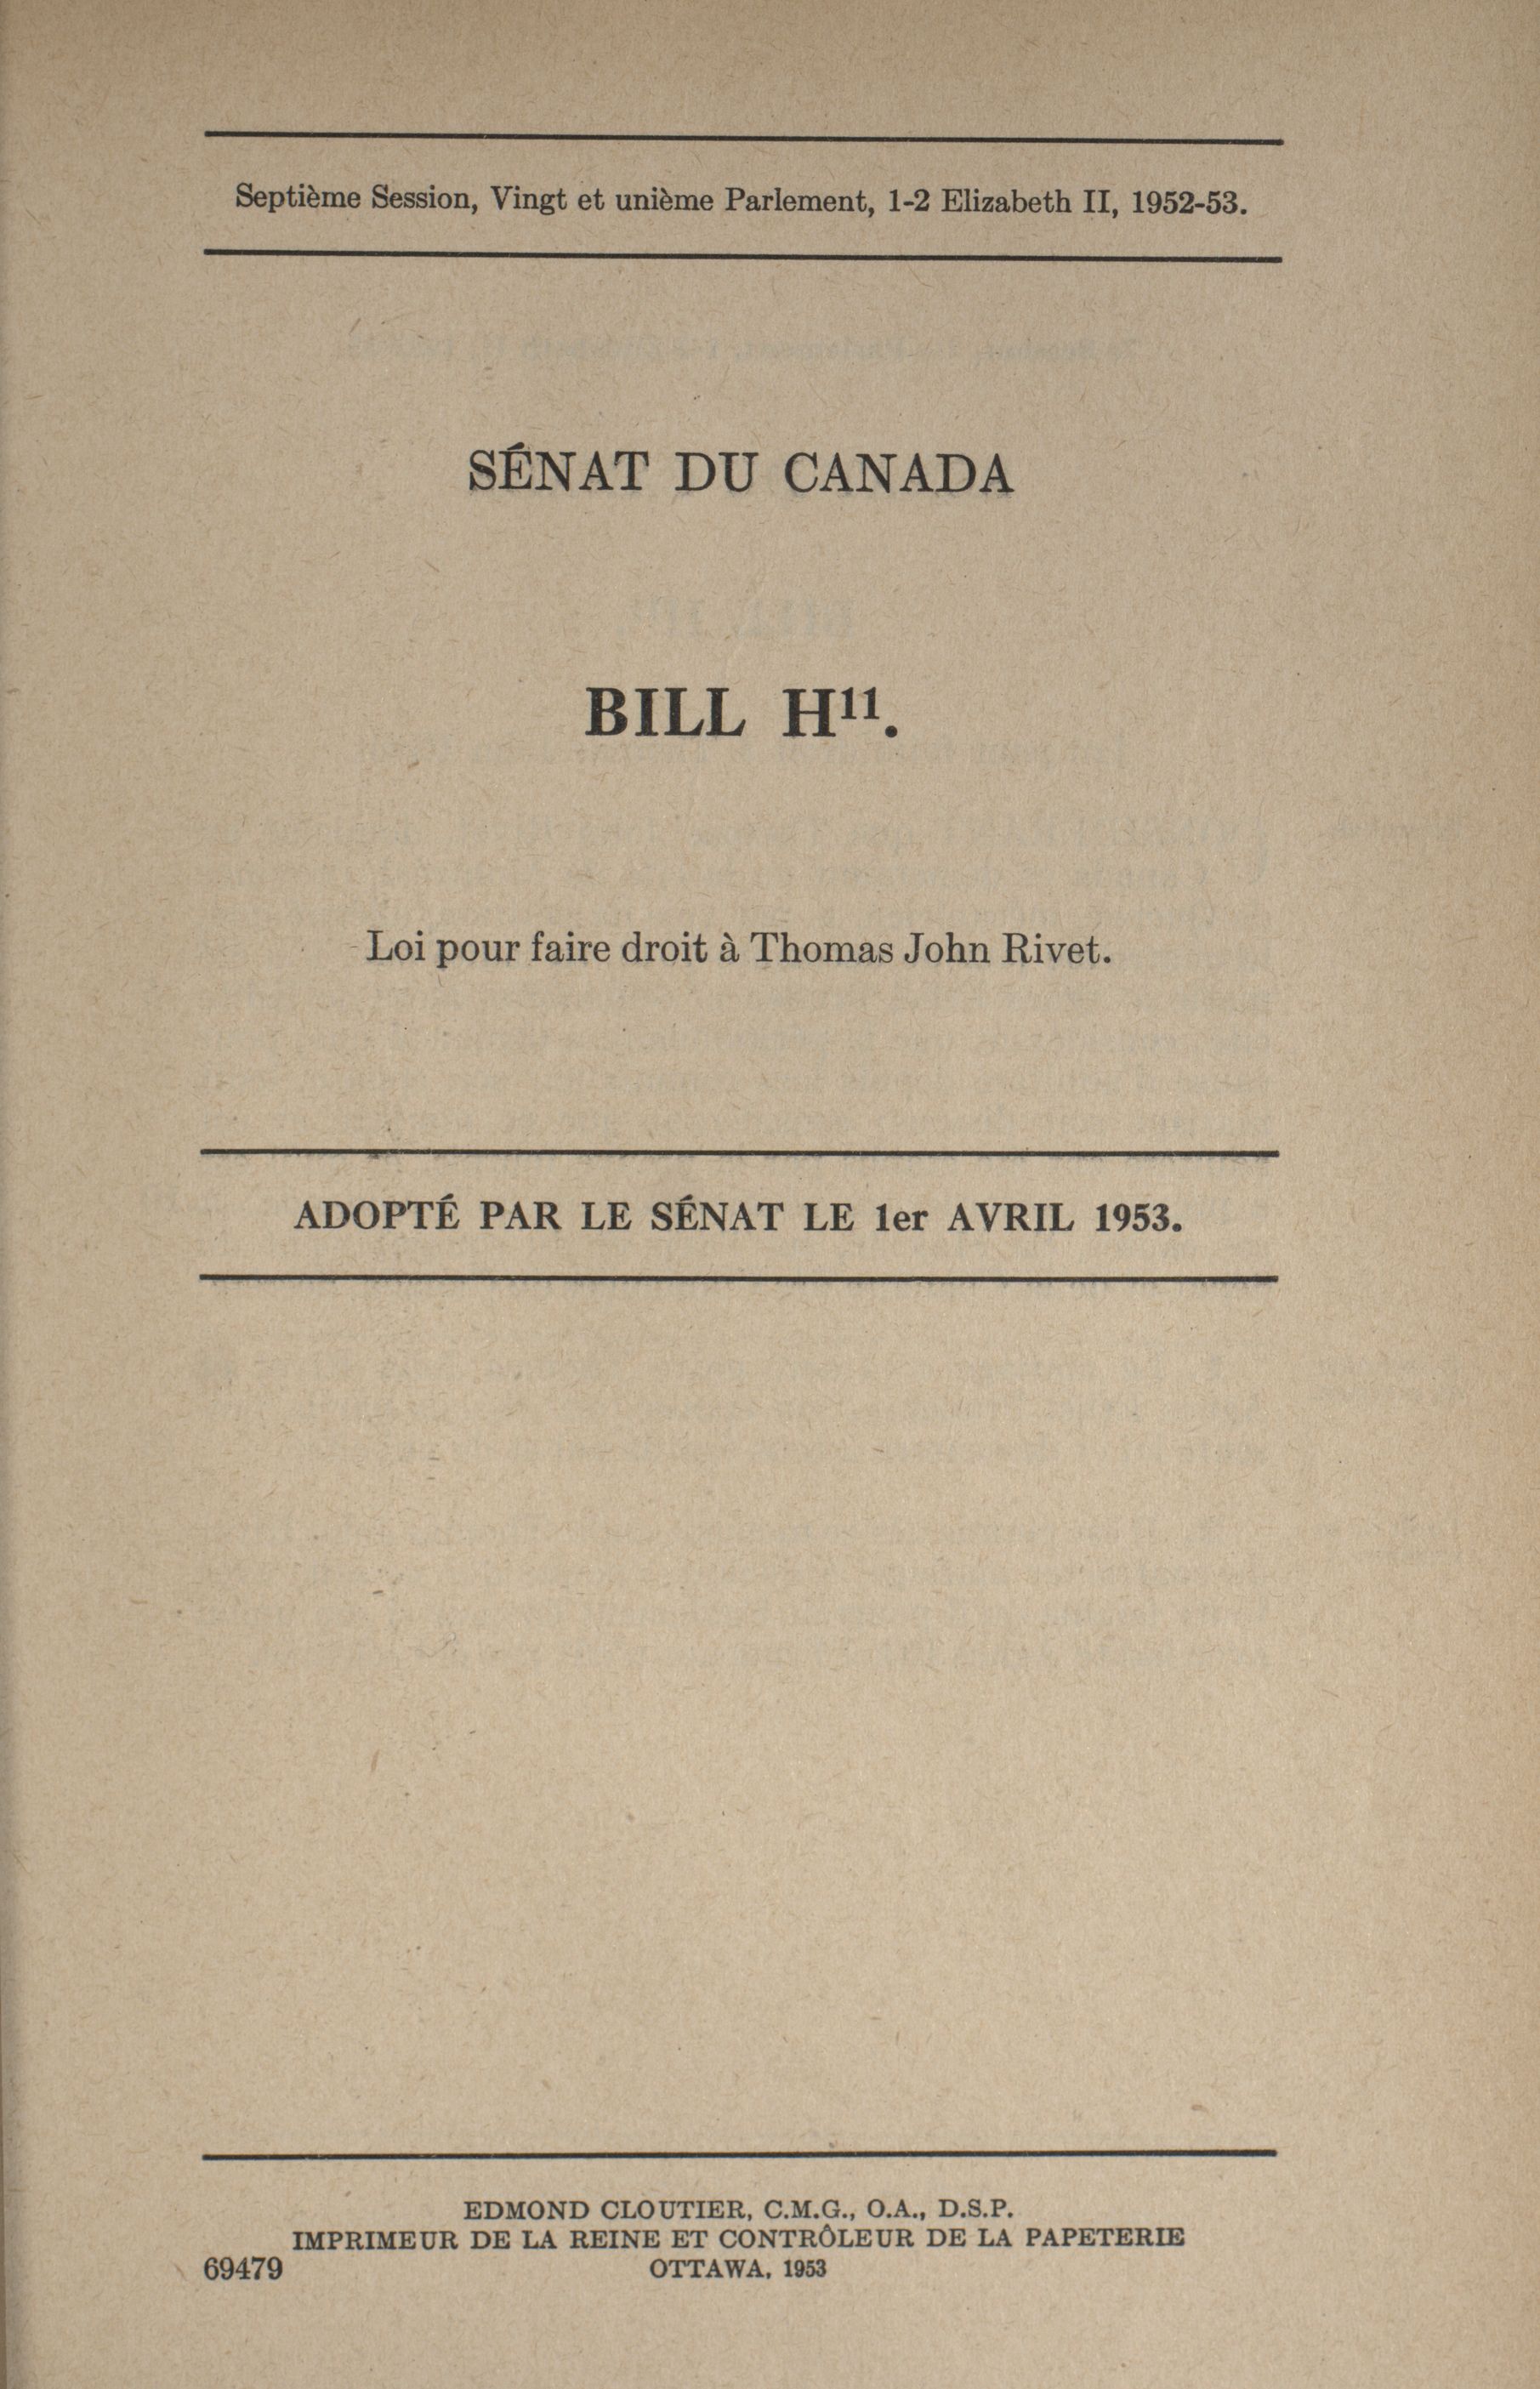 Septième Session, Vingt et unième Parlement, 1-2 Elizabeth II, 1952-53.
SÉNAT DU CANADA
BILL H¹¹.
Loi pour faire droit à Thomas John Rivet.
ADOPTÉ PAR LE SÉNAT LE 1er AVRIL 1953.
EDMOND CLOUTIER, C.M.G., O.A., D.S.P.
IMPRIMEUR DE LA REINE ET CONTRÔLEUR DE LA PAPETERIE
69479 OTTAWA, 1953